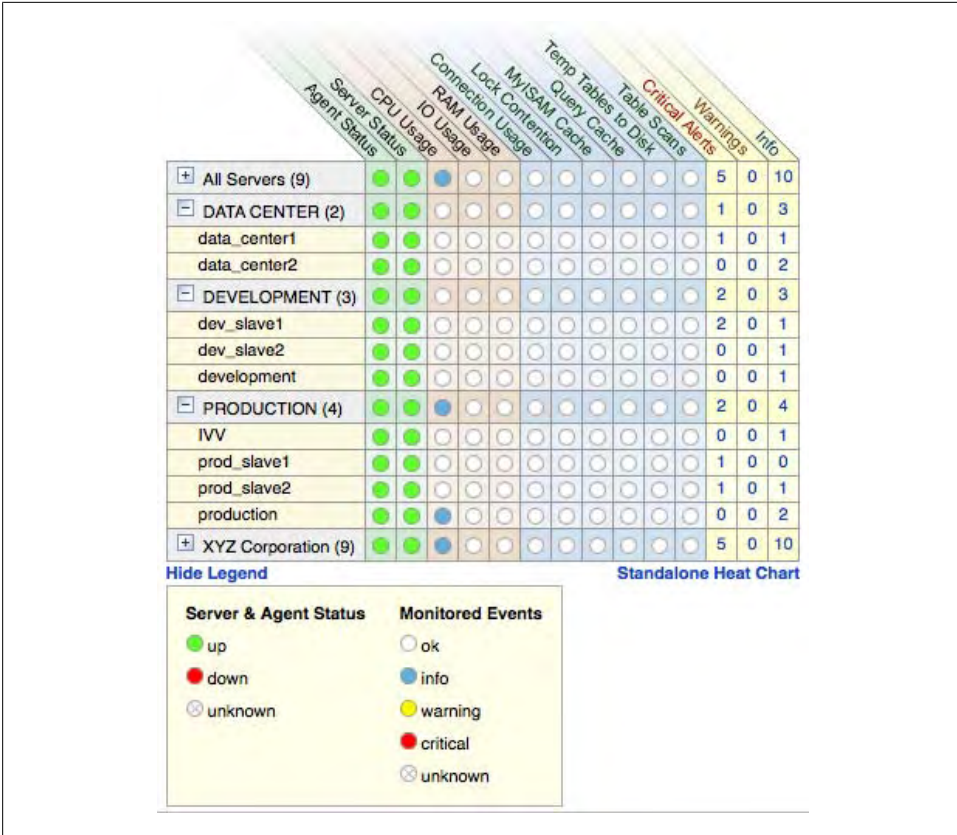 Agent Status
Server Status
CPU Usage
IO Usage
RAM Usage
Connection Usage
Lock Contention
MyISAM Cache
Query Cache
Temp Tables to Disk
Table Scans
Critical Alerts
Warnings
Info
+ All Servers (9) 5 0 10
− DATA CENTER (2) 1 0 3
data_center1 1 0 1
data_center2 0 0 2
− DEVELOPMENT (3) 2 0 3
dev_slave1 2 0 1
dev_slave2 0 0 1
development 0 0 1
− PRODUCTION (4) 2 0 4
IVV 0 0 1
prod_slave1 1 0 0
prod_slave2 1 0 1
production 0 0 2
+ XYZ Corporation (9) 5 0 10
Hide Legend Standalone Heat Chart
Server & Agent Status
up
down
unknown
Monitored Events
ok
info
warning
critical
unknown